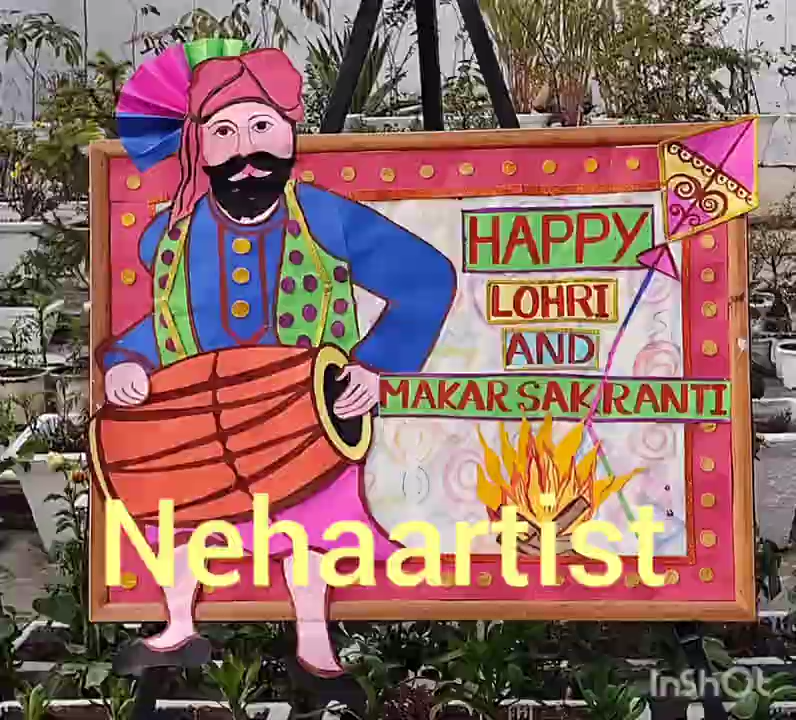 HAPPY
LOHRI
AND
MAKAR SAKRANTI
Nehaartist
InShOt